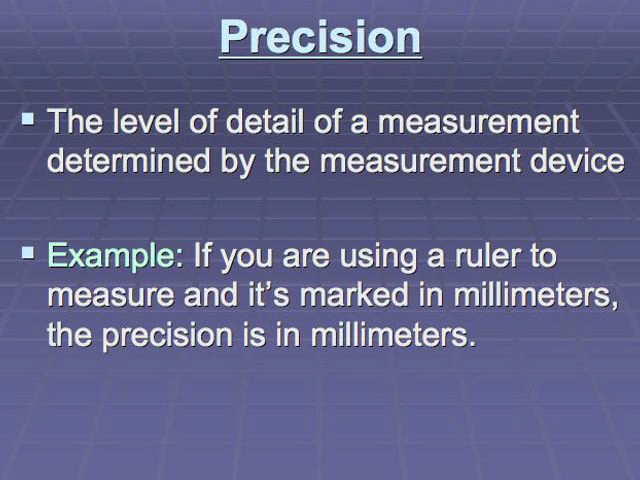 Precision
The level of detail of a measurement
determined by the measurement device
Example: If you are using a ruler to
measure and it’s marked in millimeters,
the precision is in millimeters.